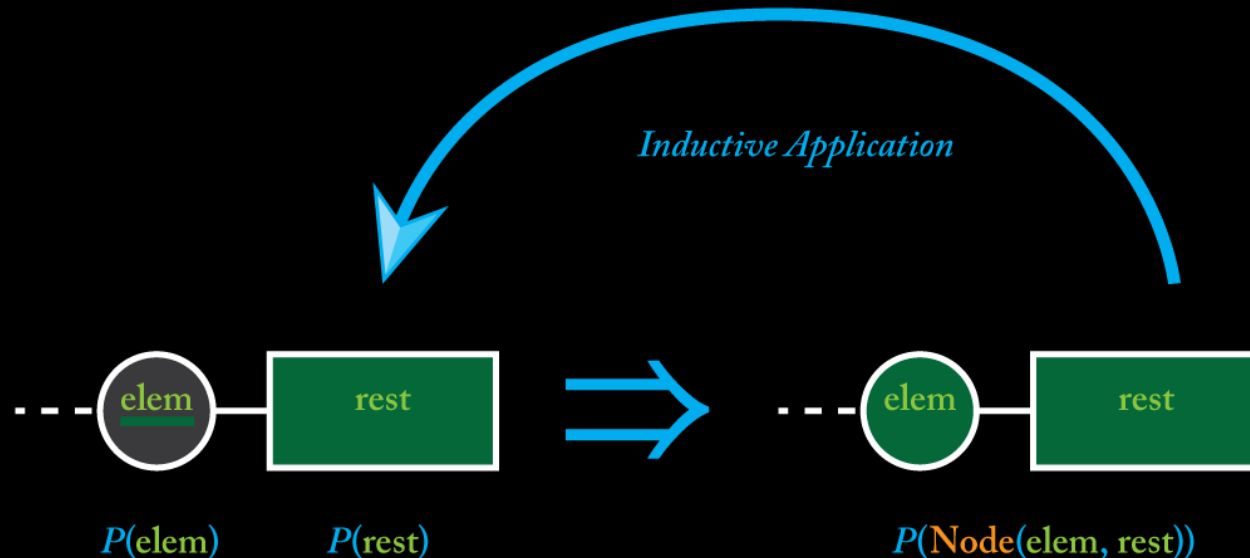 Inductive Application
elem
rest
elem
rest
P(elem)
P(rest)
P(Node(elem, rest))